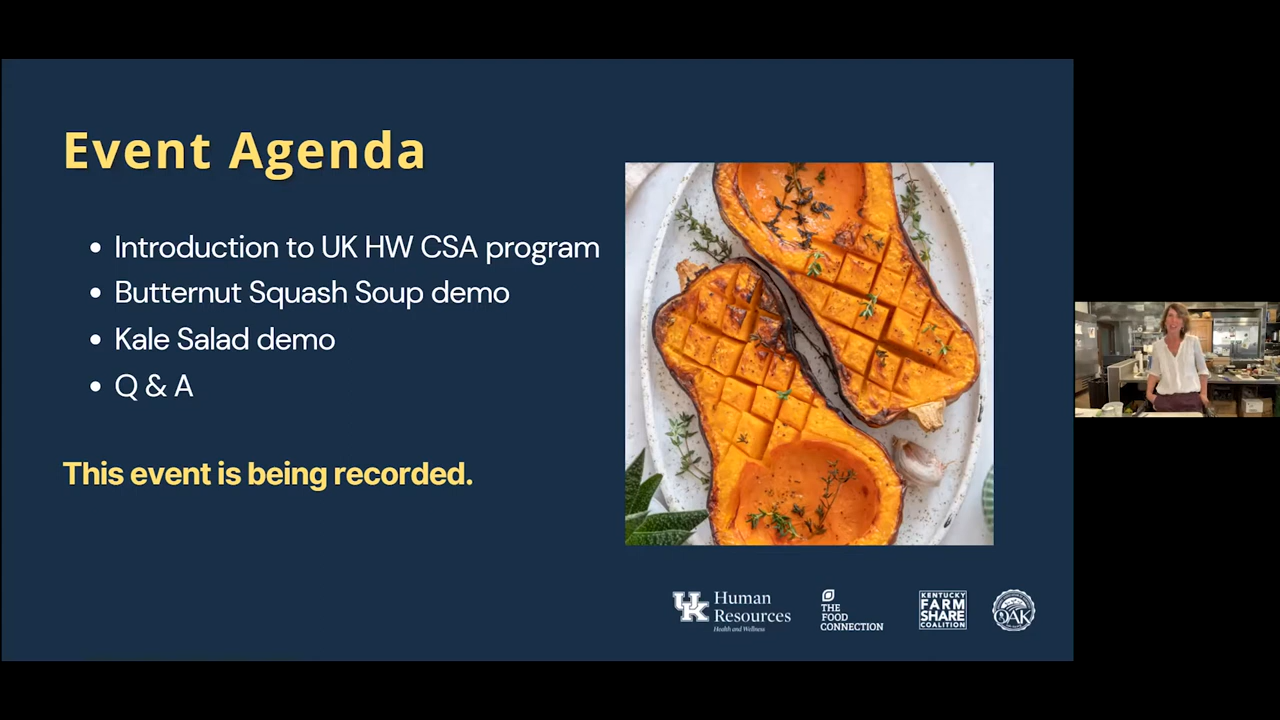 Event Agenda
• Introduction to UK HW CSA program
• Butternut Squash Soup demo
• Kale Salad demo
• Q & A
This event is being recorded.
UK Human
Resources
Health and Wellness
THE
FOOD
CONNECTION
KENTUCKY
FARM
SHARE
COALITION
OAK